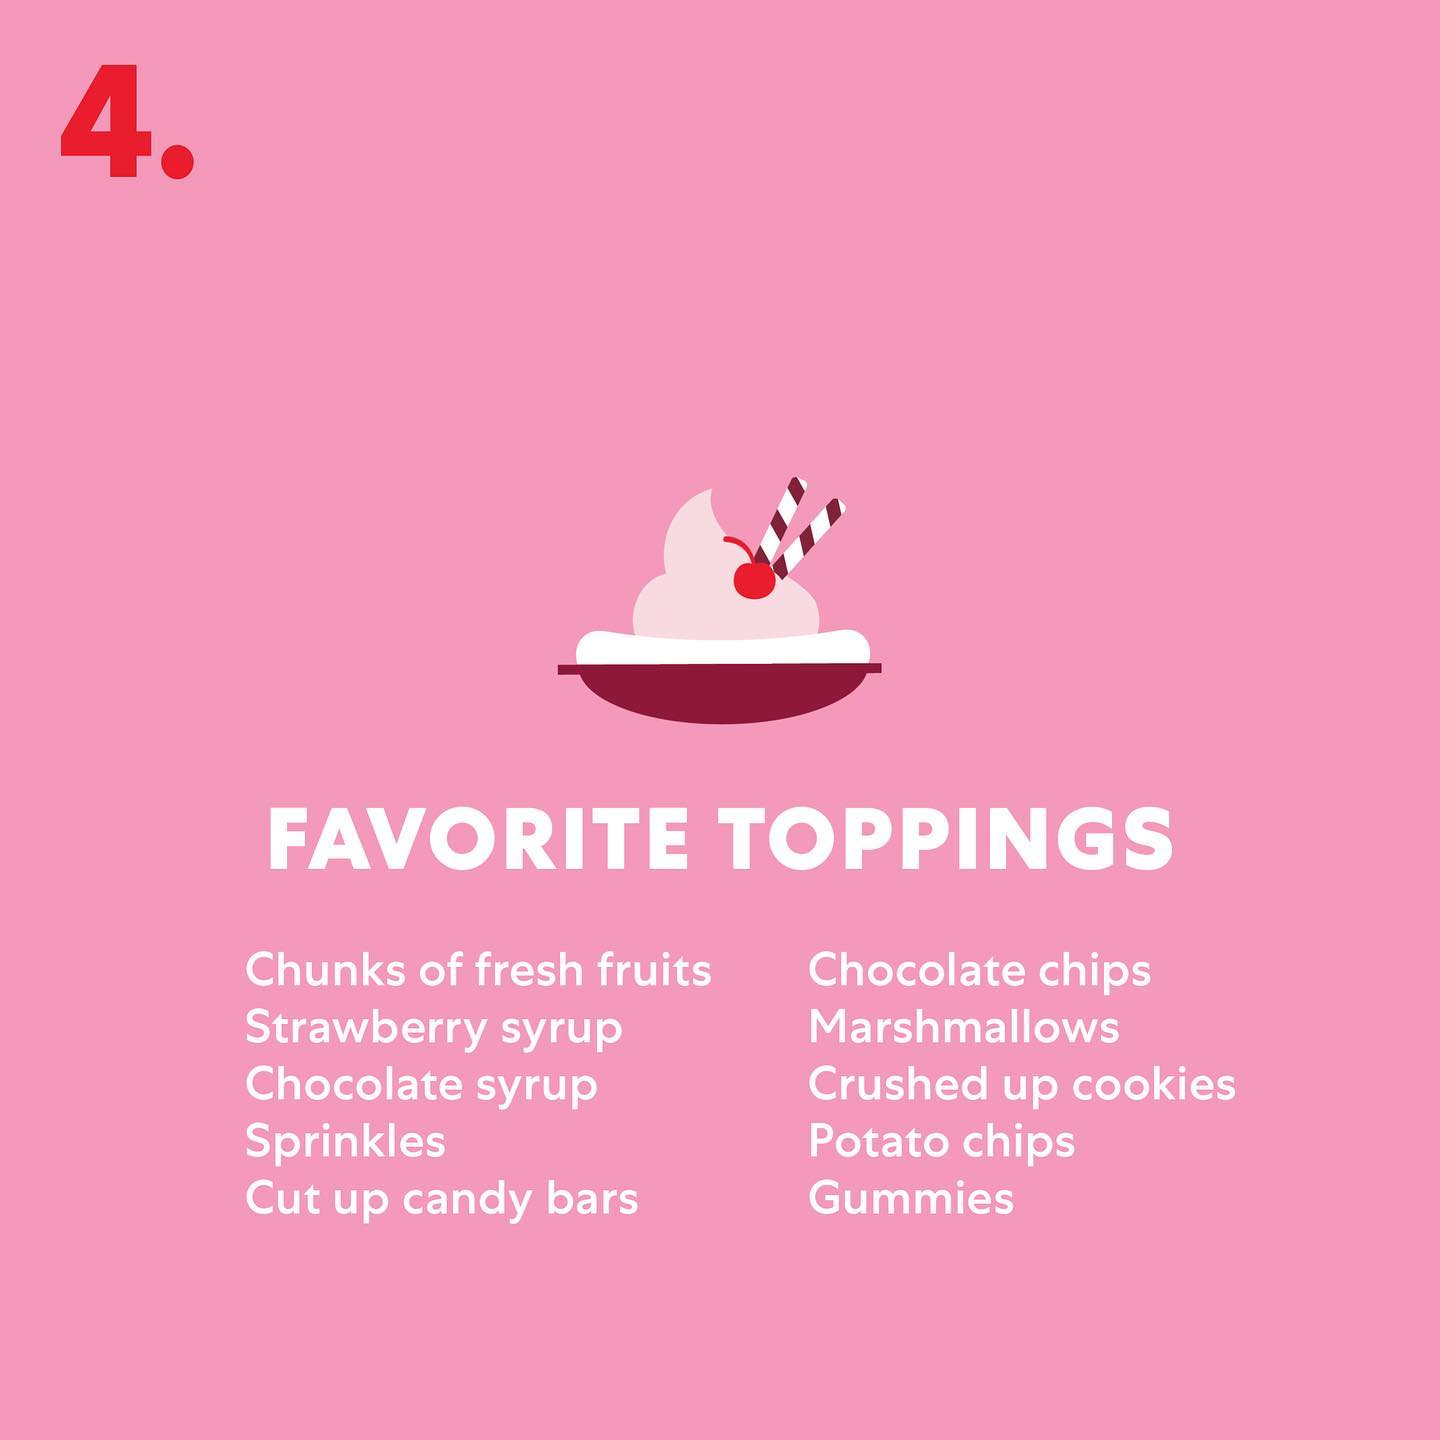 4.
FAVORITE TOPPINGS
Chunks of fresh fruits
Strawberry syrup
Chocolate syrup
Sprinkles
Cut up candy bars
Chocolate chips
Marshmallows
Crushed up cookies
Potato chips
Gummies